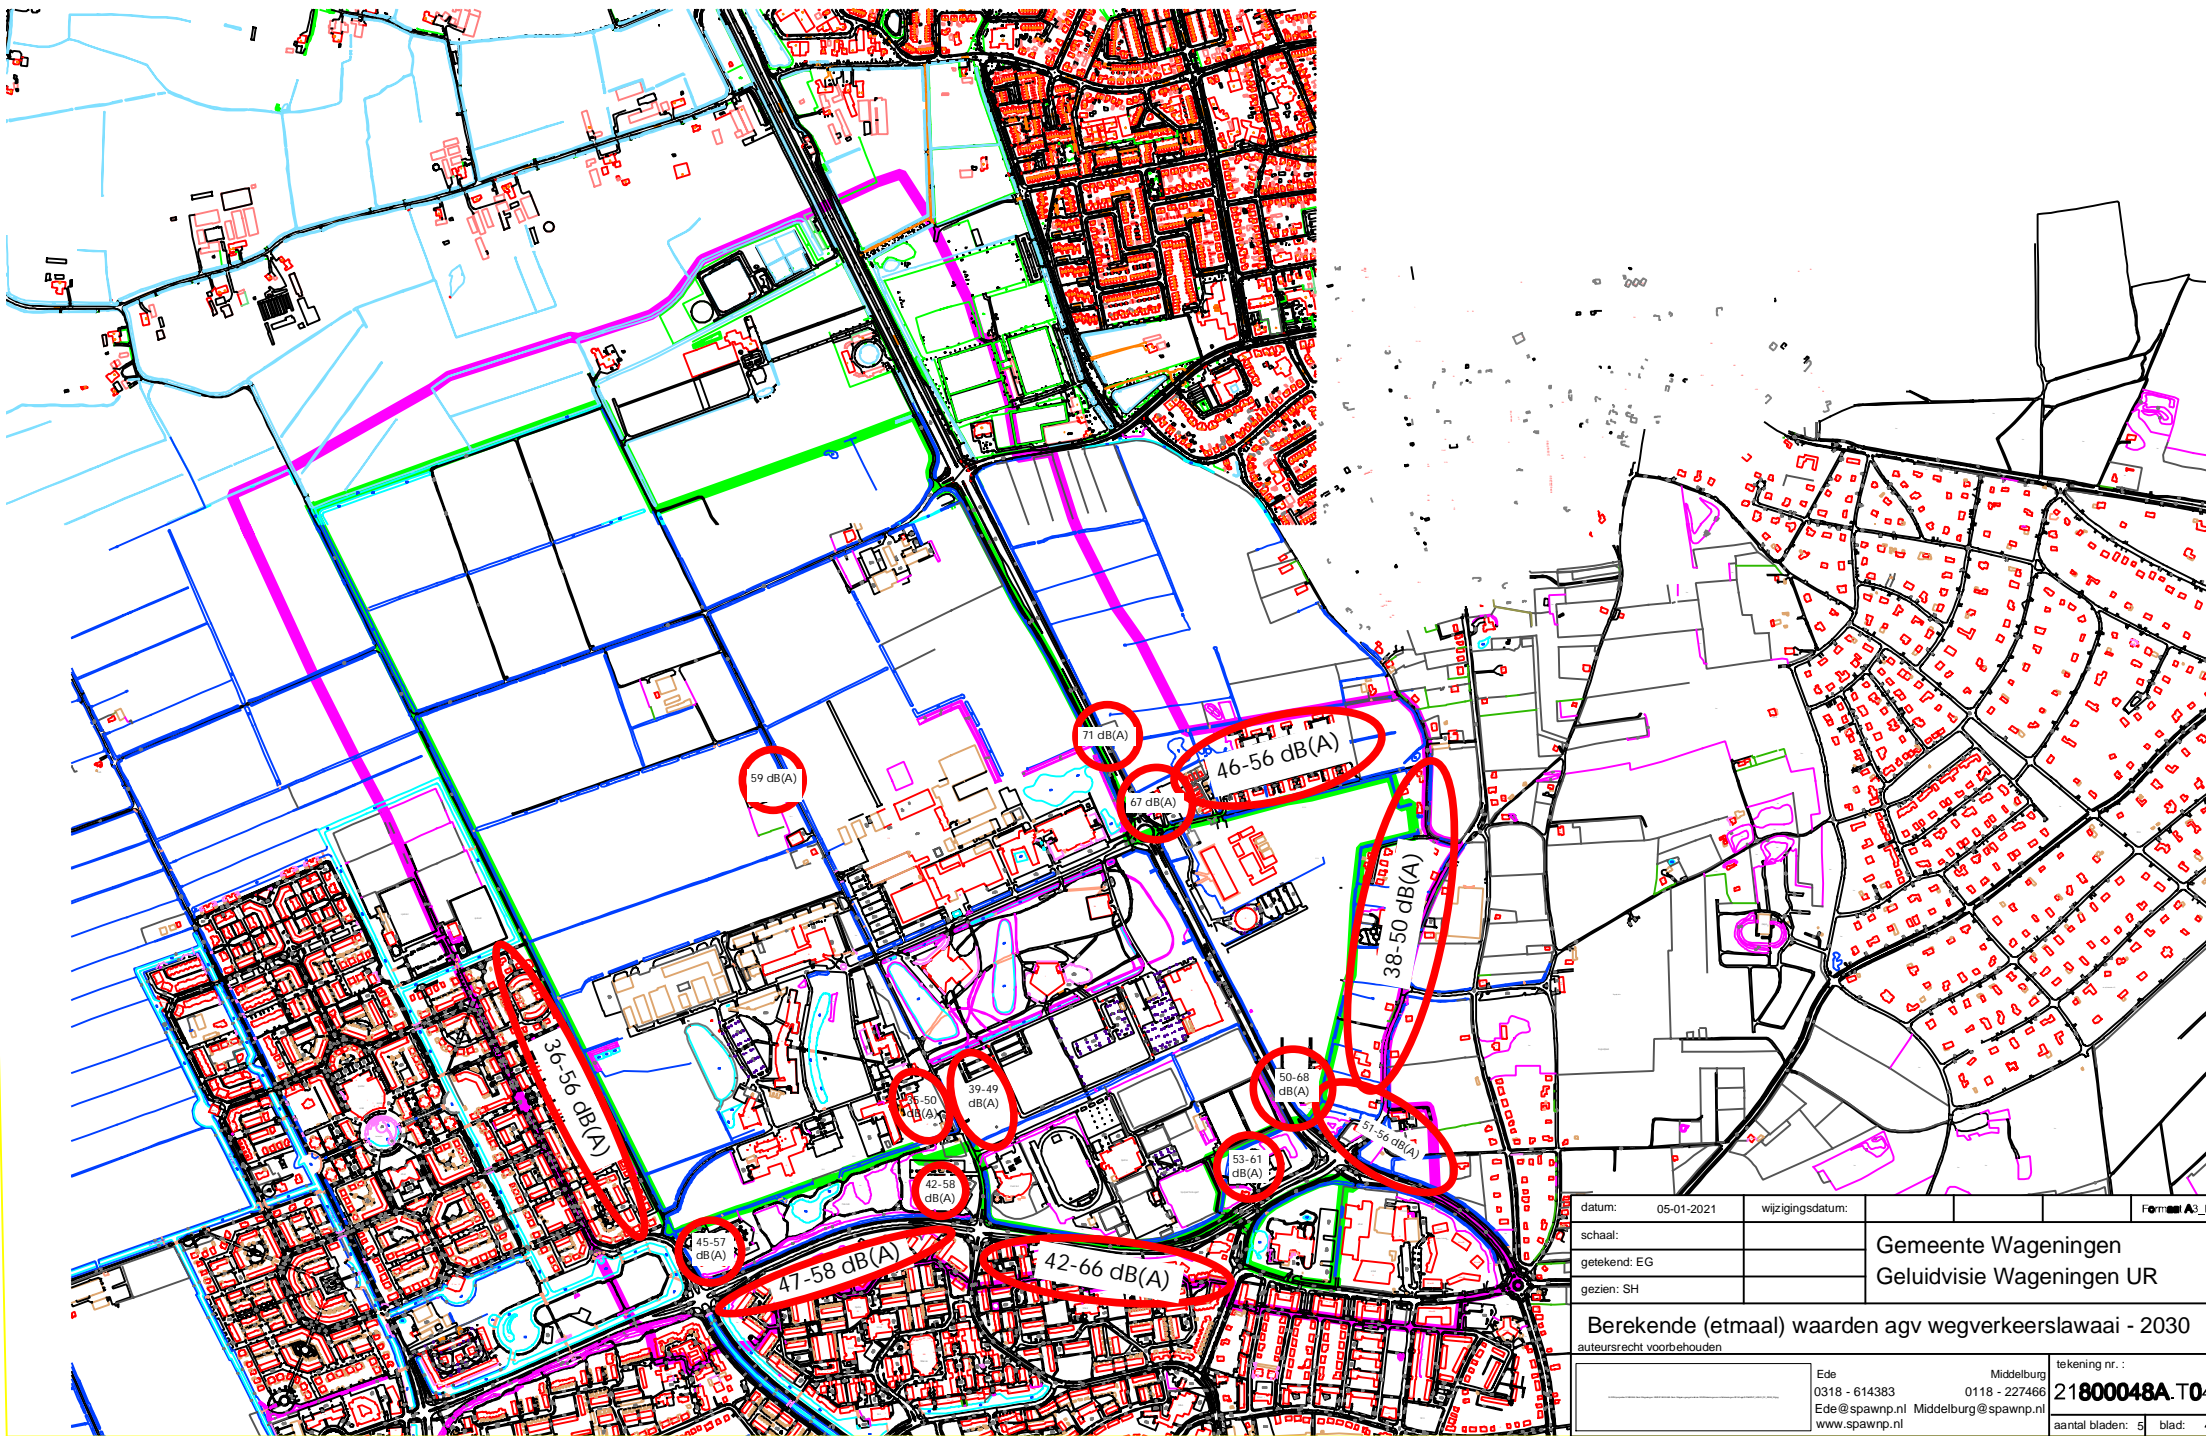 71 dB(A)
46-56 dB(A)
59 dB(A)
67 dB(A)
38-50 dB(A)
36-56 dB(A)
35-50
dB(A)
39-49
dB(A)
50-68
dB(A)
51-56 dB(A)
53-61
dB(A)
42-58
dB(A)
45-57
dB(A)
47-58 dB(A)
42-66 dB(A)
datum: 05-01-2021 wijzigingsdatum:
schaal:
getekend: EG
gezien: SH
Gemeente Wageningen
Geluidvisie Wageningen UR
Berekende (etmaal) waarden agv wegverkeerslawaai - 2030
auteursrecht voorbehouden
Ede Middelburg
0318 - 614383 0118 - 227466
Ede@spawnp.nl Middelburg@spawnp.nl
www.spawnp.nl
tekening nr. :
21800048A.T04
aantal bladen: 5 blad: